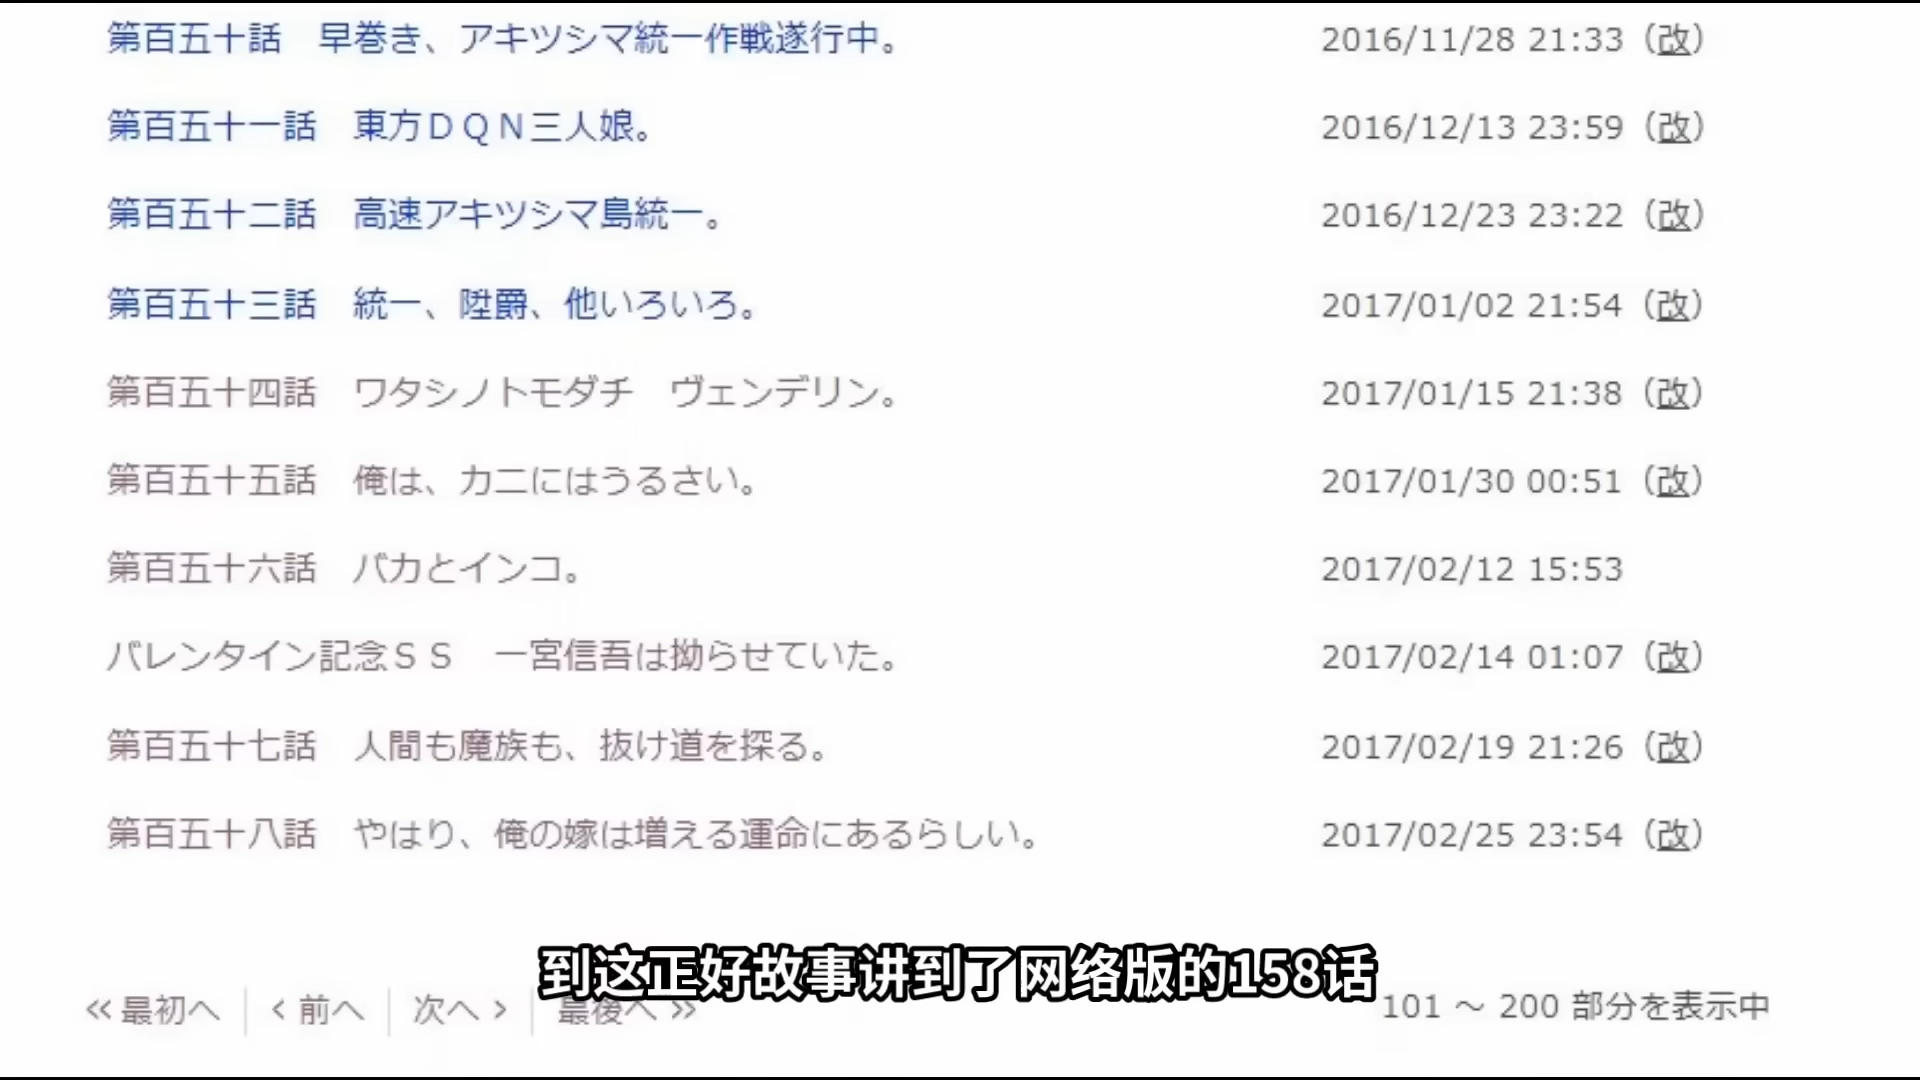 第百五十話　早巻き、アキツシマ統一作戦遂行中。 2016/11/28 21:33（改）
第百五十一話　東方ＤＱＮ三人娘。 2016/12/13 23:59（改）
第百五十二話　高速アキツシマ島統一。 2016/12/23 23:22（改）
第百五十三話　統一、陞爵、他いろいろ。 2017/01/02 21:54（改）
第百五十四話　ワタシノトモダチ　ヴェンデリン。 2017/01/15 21:38（改）
第百五十五話　俺は、カニにはうるさい。 2017/01/30 00:51（改）
第百五十六話　バカとインコ。 2017/02/12 15:53
バレンタイン記念ＳＳ　一宮信吾は拗らせていた。 2017/02/14 01:07（改）
第百五十七話　人間も魔族も、抜け道を探る。 2017/02/19 21:26（改）
第百五十八話　やはり、俺の嫁は増える運命にあるらしい。 2017/02/25 23:54（改）
到这正好故事讲到了网络版的158话
<< 最初へ < 前へ 次へ > 最後へ >> 101 ～ 200 部分を表示中